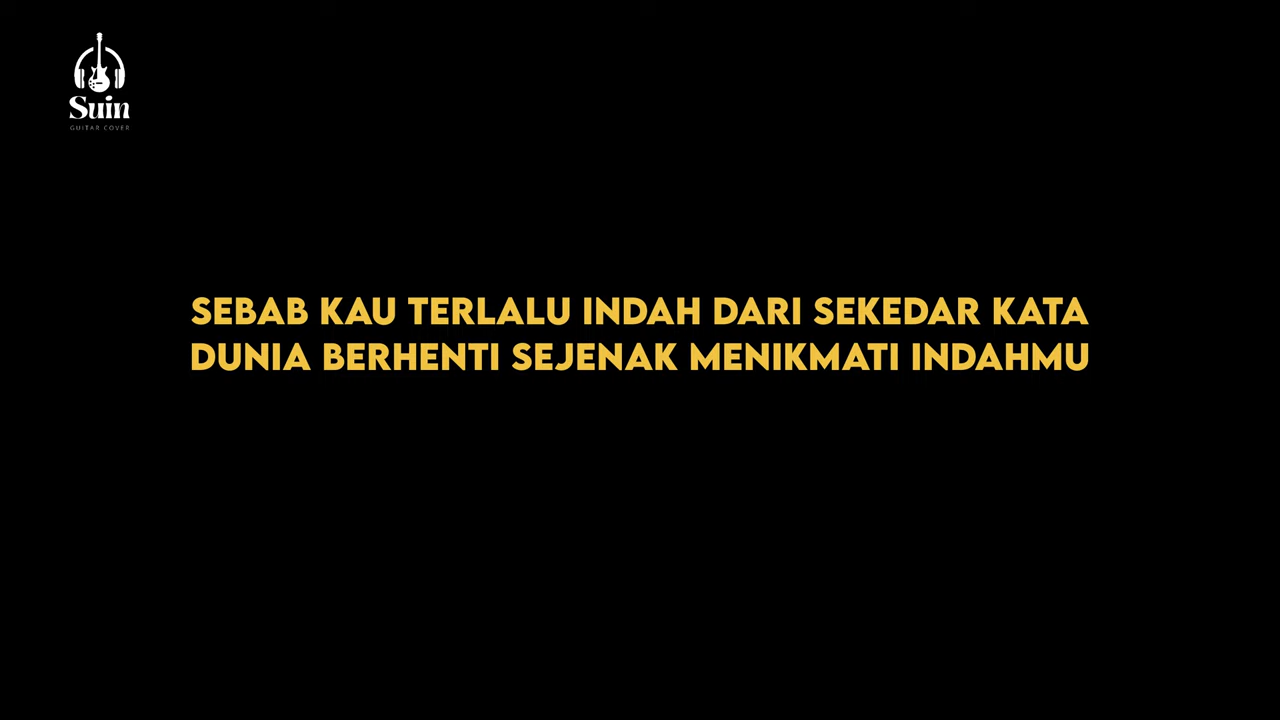 Suin
GUITAR COVER
SEBAB KAU TERLALU INDAH DARI SEKEDAR KATA
DUNIA BERHENTI SEJENAK MENIKMATI INDAHMU